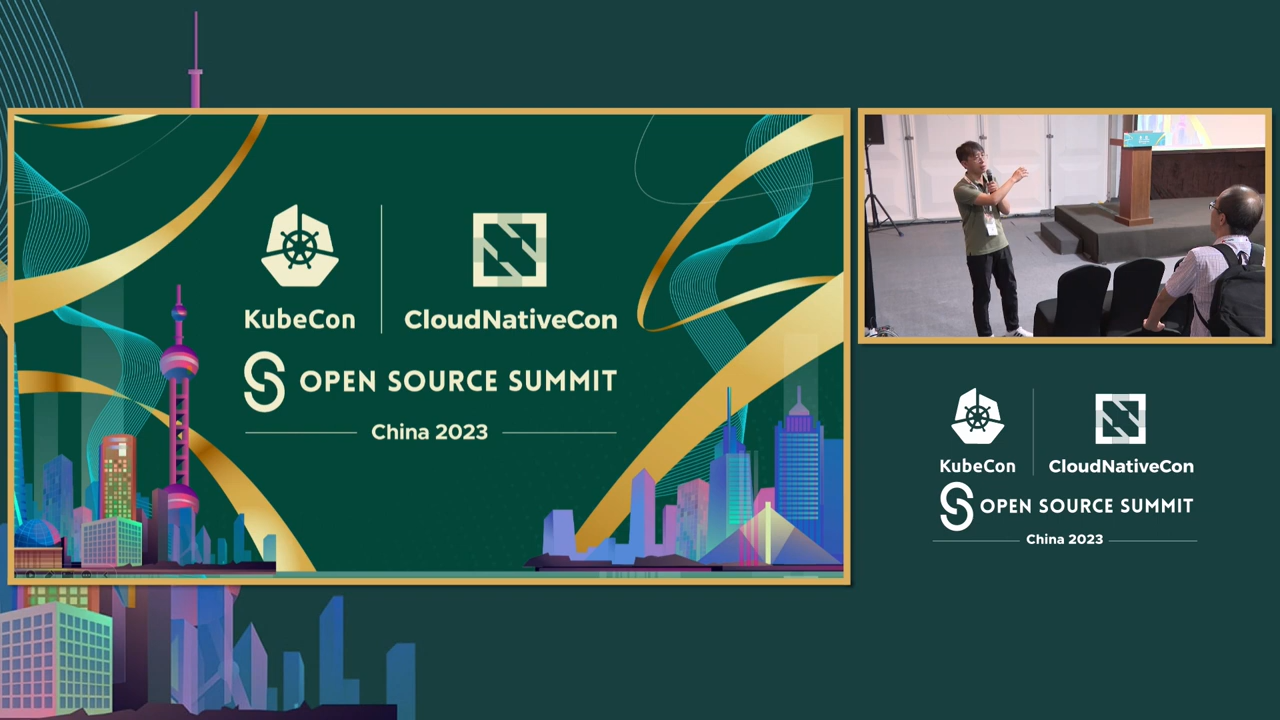 KubeCon
CloudNativeCon
OPEN SOURCE SUMMIT
China 2023
KubeCon
CloudNativeCon
OPEN SOURCE SUMMIT
China 2023